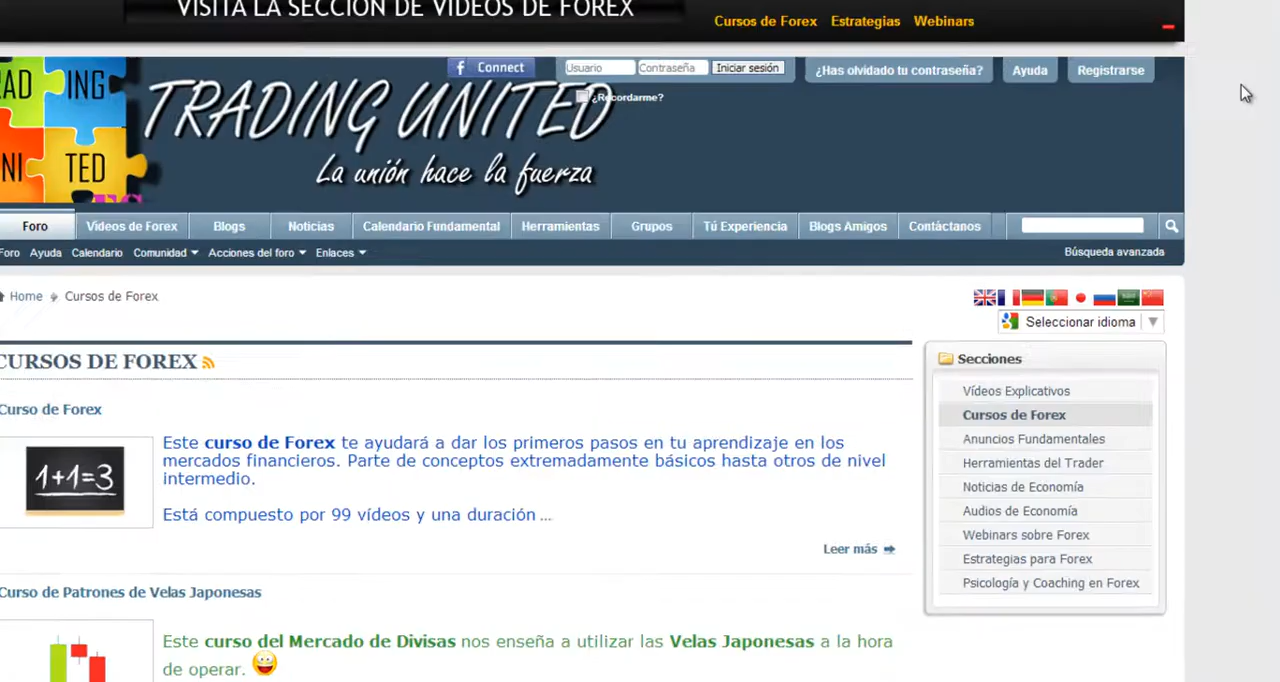 VISITA LA SECCIÓN DE VÍDEOS DE FOREX
Cursos de Forex Estrategias Webinars
Connect Usuario Contraseña Iniciar sesión ¿Has olvidado tu contraseña? Ayuda Registrarse
¿Recordarme?
AD ING
NI TED
TRADING UNITED
La unión hace la fuerza
Foro Vídeos de Forex Blogs Noticias Calendario Fundamental Herramientas Grupos Tú Experiencia Blogs Amigos Contáctanos
Foro Ayuda Calendario Comunidad Acciones del foro Enlaces Búsqueda avanzada
Home Cursos de Forex
Seleccionar idioma
CURSOS DE FOREX
Curso de Forex
1+1=3
Este curso de Forex te ayudará a dar los primeros pasos en tu aprendizaje en los
mercados financieros. Parte de conceptos extremadamente básicos hasta otros de nivel
intermedio.
Está compuesto por 99 vídeos y una duración ...
Leer más
Curso de Patrones de Velas Japonesas
Este curso del Mercado de Divisas nos enseña a utilizar las Velas Japonesas a la hora
de operar.
Secciones
Vídeos Explicativos
Cursos de Forex
Anuncios Fundamentales
Herramientas del Trader
Noticias de Economía
Audios de Economía
Webinars sobre Forex
Estrategias para Forex
Psicología y Coaching en Forex